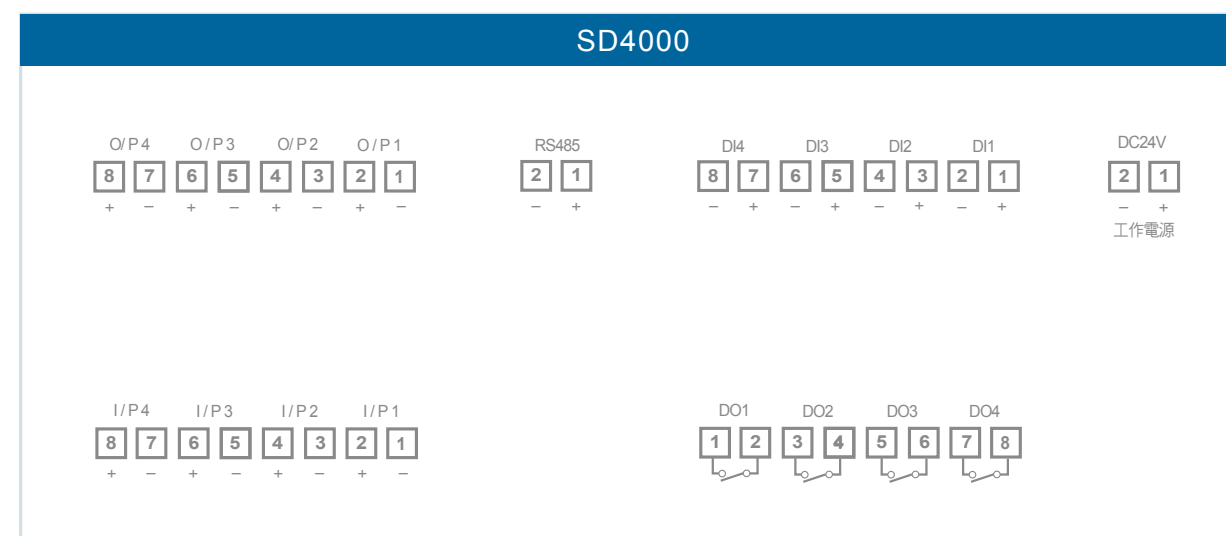 SD4000
O/P4 O/P3 O/P2 O/P1 RS485 DI4 DI3 DI2 DI1 DC24V
8 7 6 5 4 3 2 1 2 1 8 7 6 5 4 3 2 1 2 1
+ − + − + − + − − + − + − + − + − + − +
工作電源
I/P4 I/P3 I/P2 I/P1 DO1 DO2 DO3 DO4
8 7 6 5 4 3 2 1 1 2 3 4 5 6 7 8
+ − + − + − + −